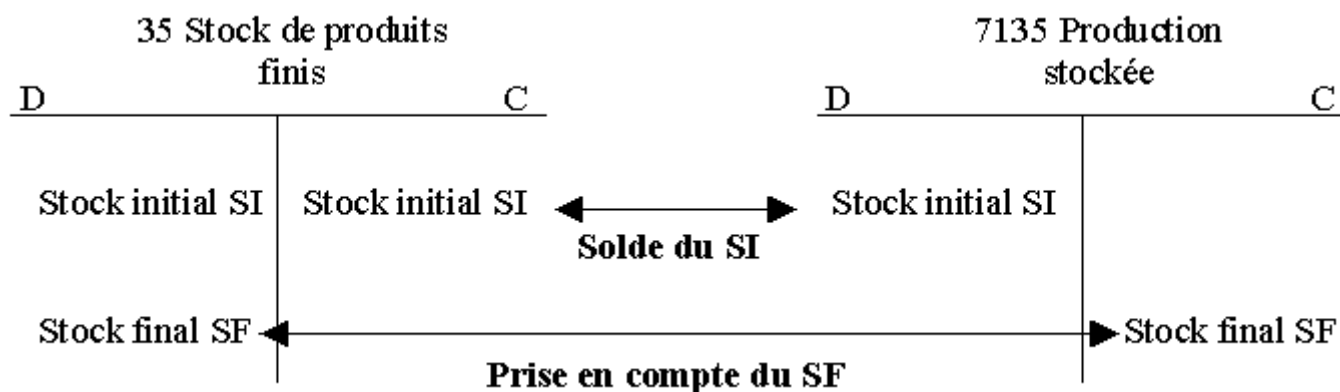 35 Stock de produits
finis
7135 Production
stockée
D C
D C
Stock initial SI Stock initial SI Stock initial SI
Solde du SI
Stock final SF Stock final SF
Prise en compte du SF